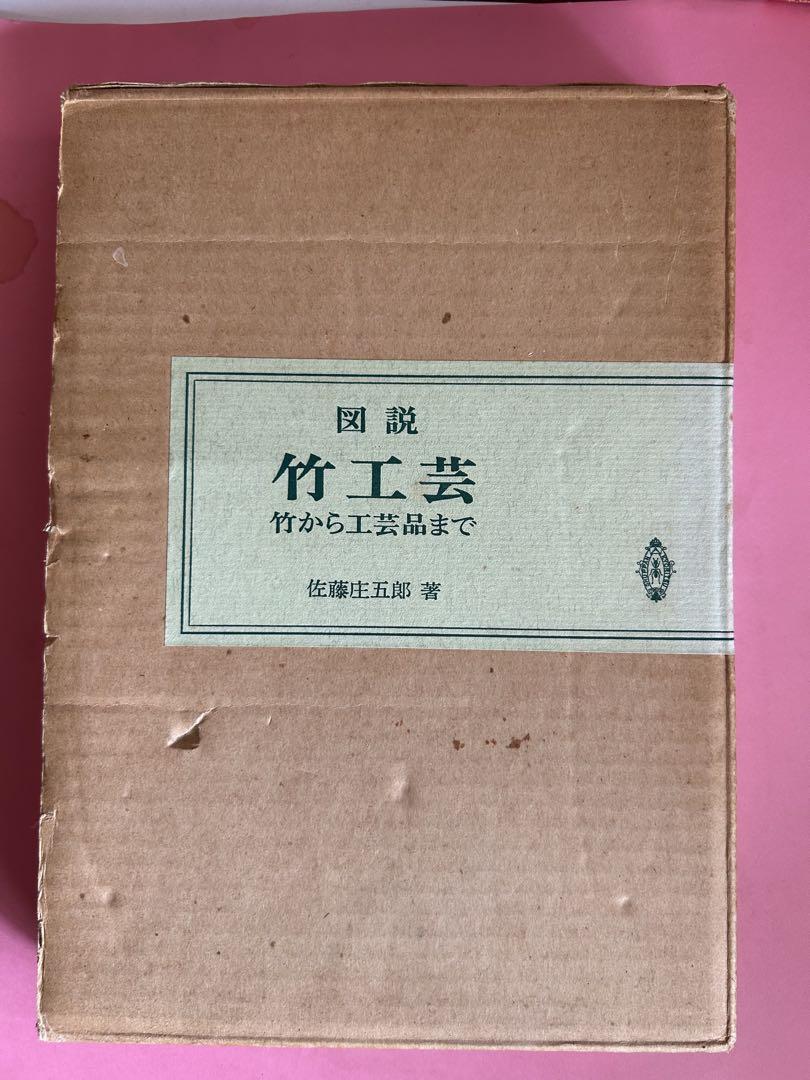 図説
竹工芸
竹から工芸品まで
佐藤庄五郎 著